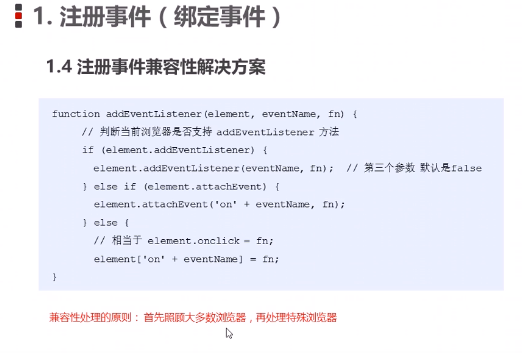 1. 注册事件（绑定事件）
1.4 注册事件兼容性解决方案
function addEventListener(element, eventName, fn) {
// 判断当前浏览器是否支持 addEventListener 方法
if (element.addEventListener) {
element.addEventListener(eventName, fn); // 第三个参数 默认是false
} else if (element.attachEvent) {
element.attachEvent('on' + eventName, fn);
} else {
// 相当于 element.onclick = fn;
element['on' + eventName] = fn;
}
兼容性处理的原则： 首先照顾大多数浏览器，再处理特殊浏览器